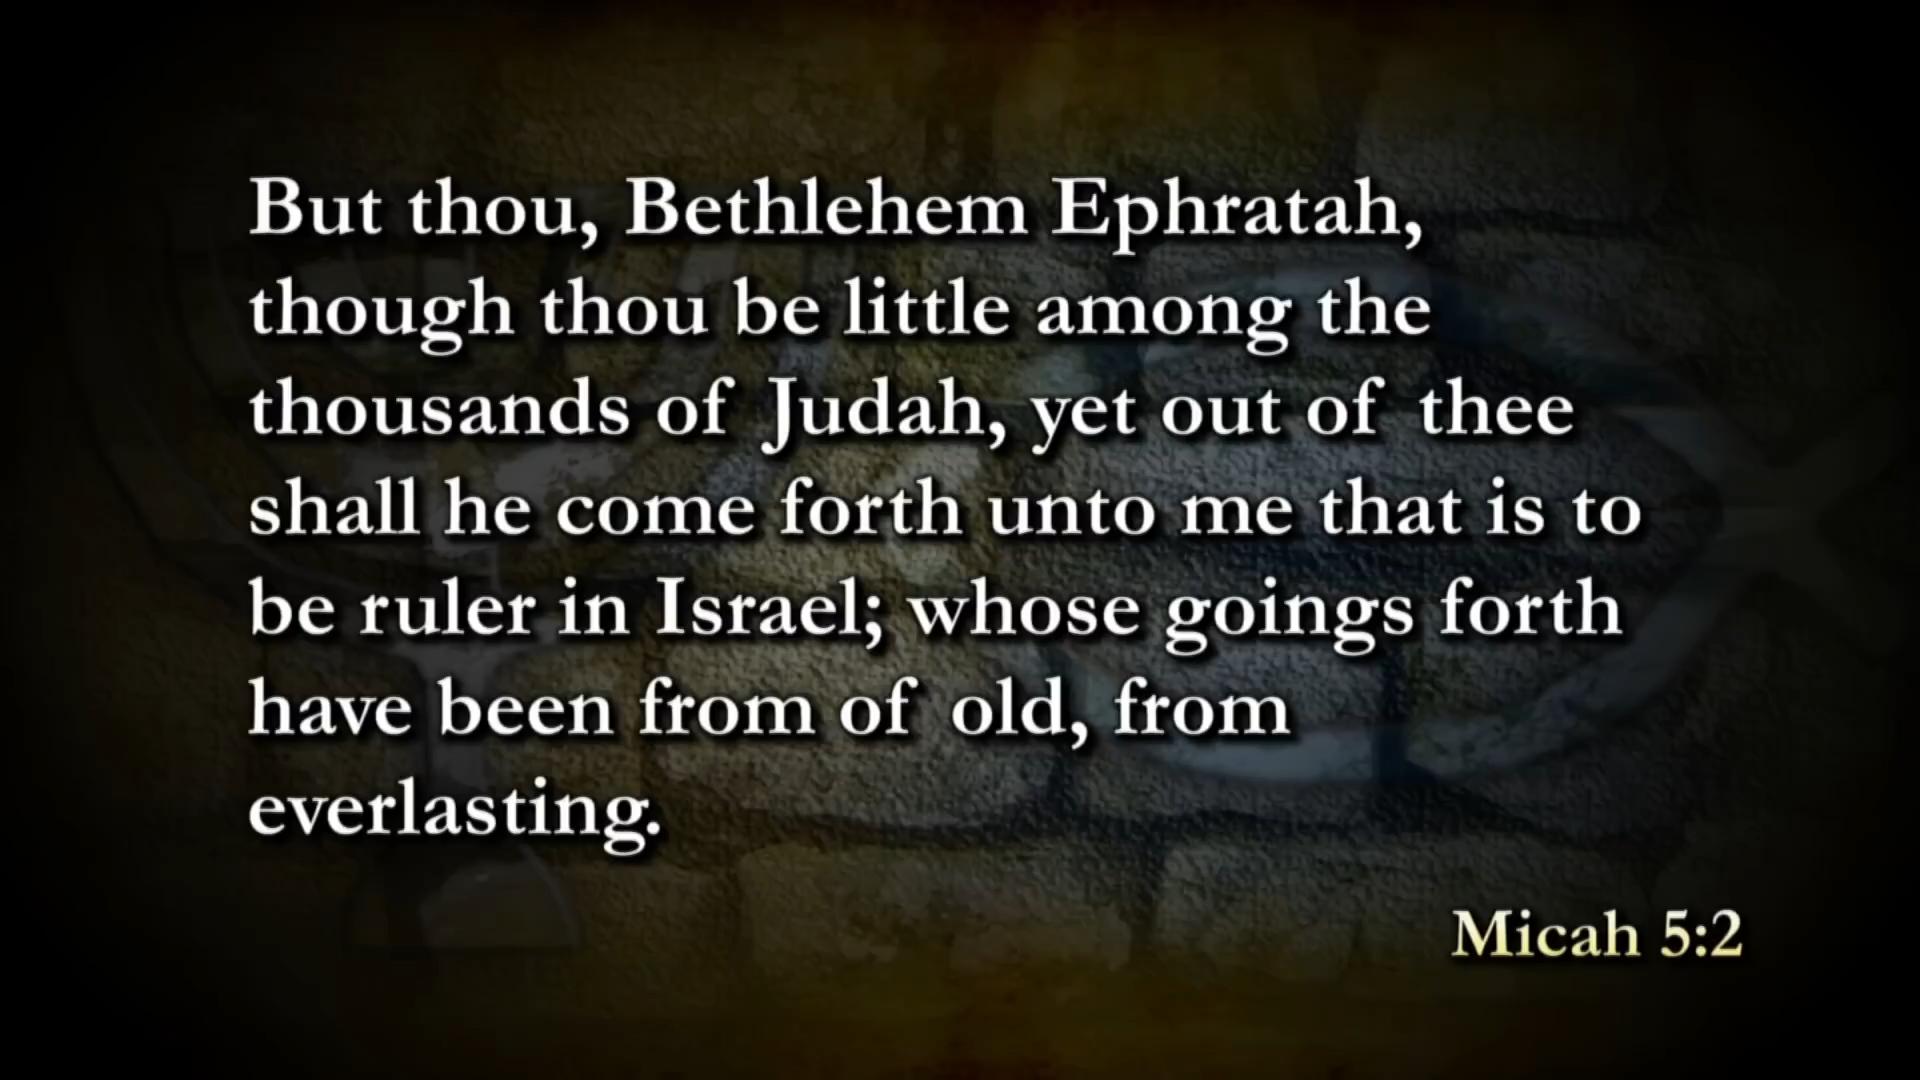 But thou, Bethlehem Ephratah,
though thou be little among the
thousands of Judah, yet out of thee
shall he come forth unto me that is to
be ruler in Israel; whose goings forth
have been from of old, from
everlasting.
Micah 5:2